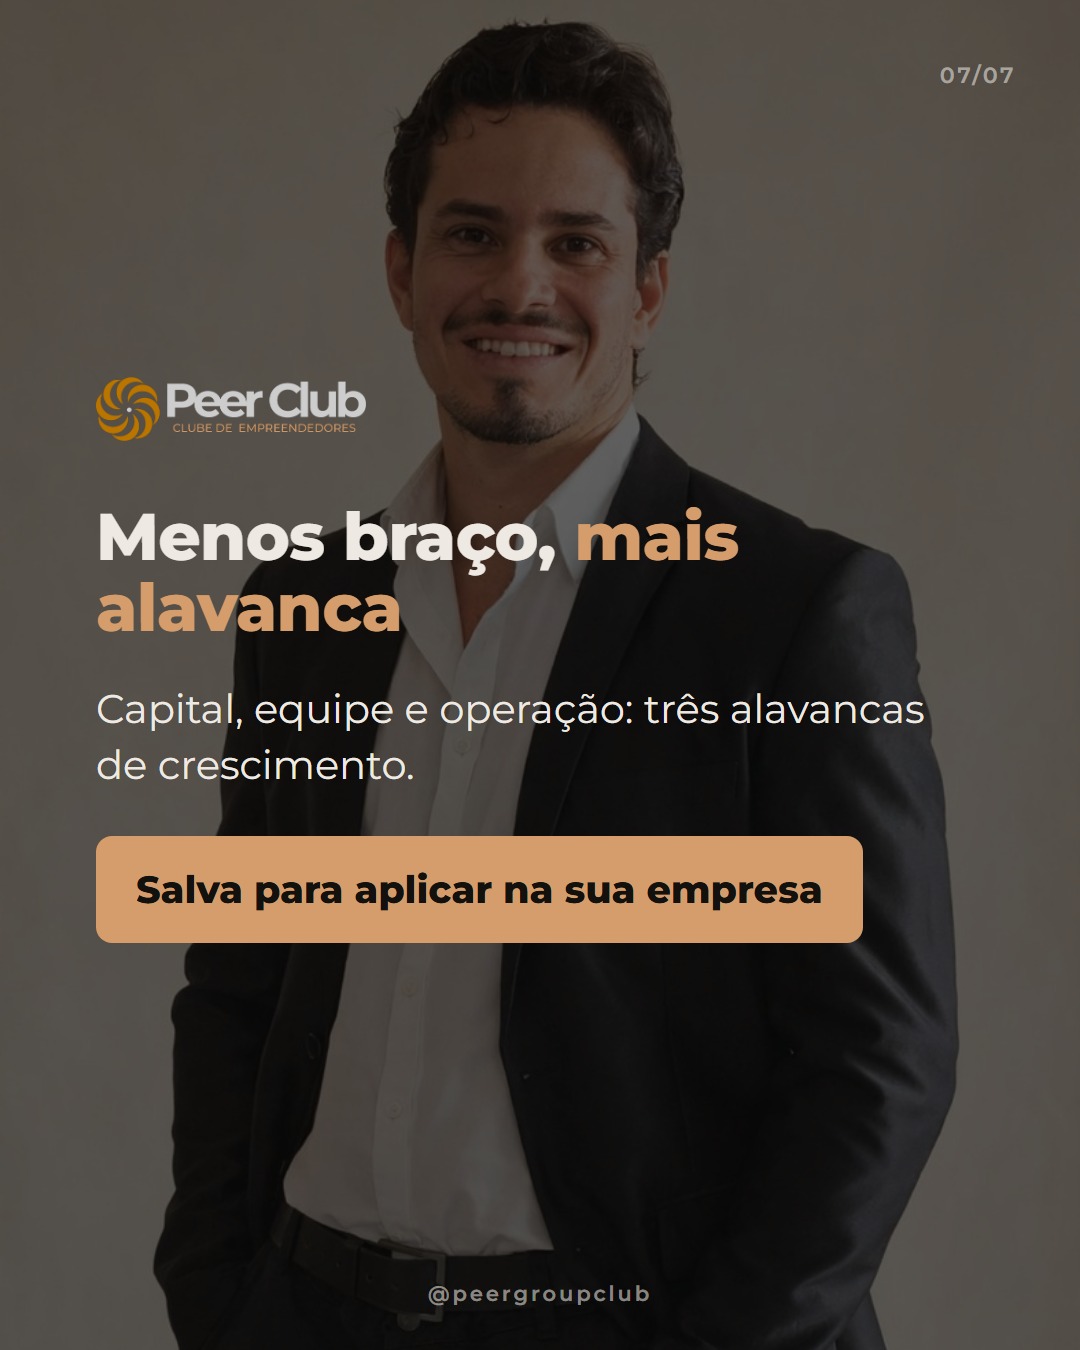 07/07
Peer Club
CLUBE DE EMPREENDEDORES
Menos braço, mais
alavanca
Capital, equipe e operação: três alavancas
de crescimento.
Salva para aplicar na sua empresa
@peergroupclub